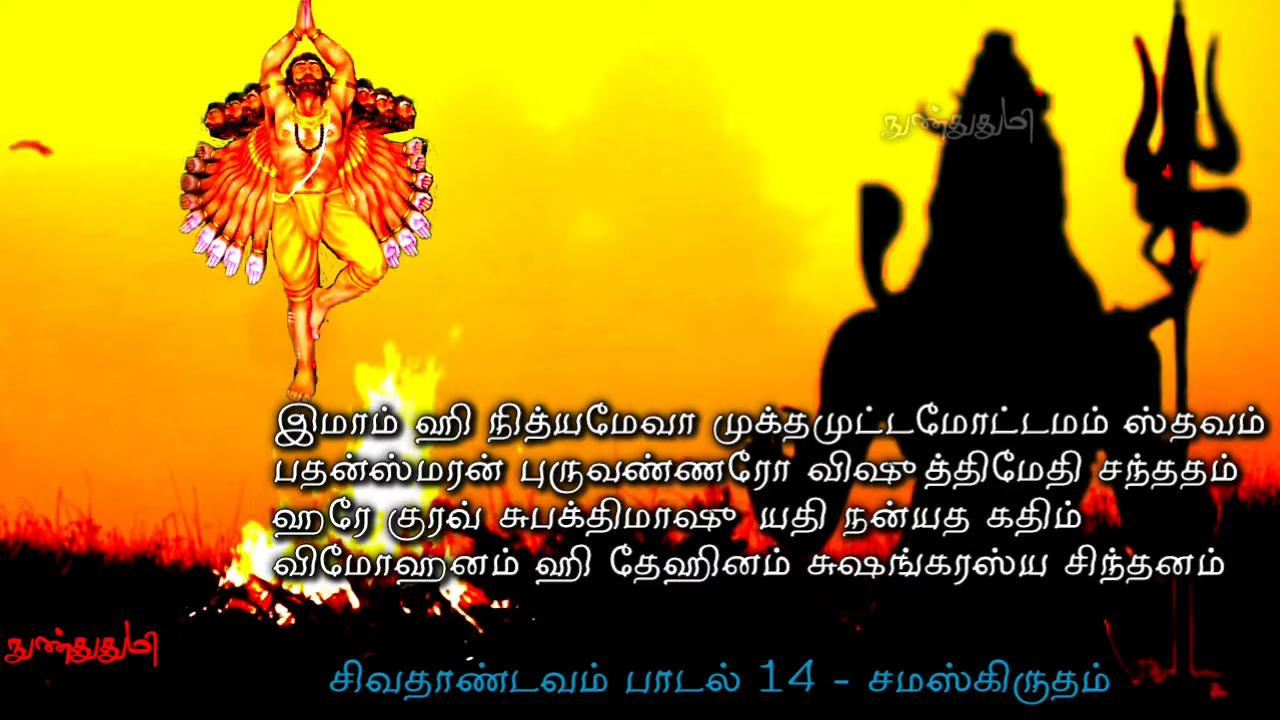 நுண்துதுமி
இமாம் ஹி நித்யமேவா முக்தமுட்டமோட்டமம் ஸ்தவம்
பதன்ஸ்மரன் புருவண்ணரோ விஷுத்திமேதி சந்ததம்
ஹரே குரவ் சுபக்திமாஷு யதி நன்யத கதிம்
விமோஹனம் ஹி தேஹினம் சுஷங்கரஸ்ய சிந்தனம்
நுண்துதுமி
சிவதாண்டவம் பாடல் 14 - சமஸ்கிருதம்